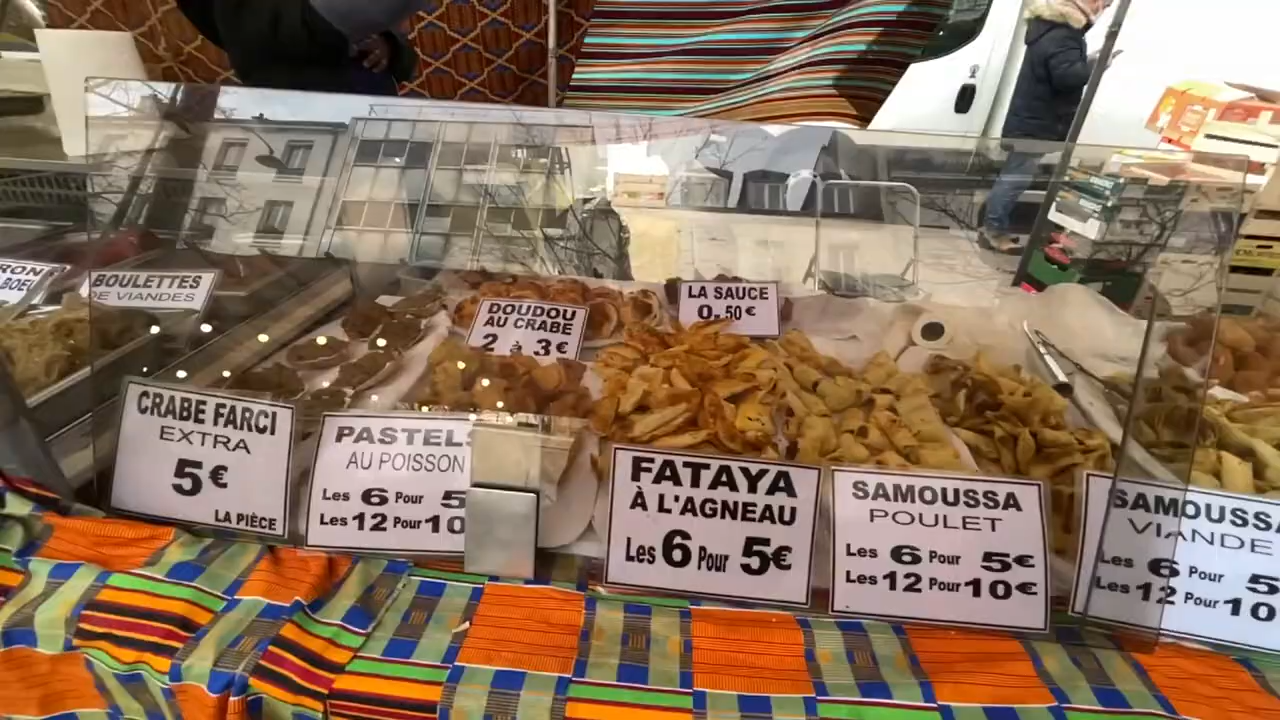 BOULETTES
DE VIANDES
DOUDOU
AU CRABE
2 à 3€
LA SAUCE
0,50€
CRABE FARCI
EXTRA
5€
LA PIÈCE
PASTELS
AU POISSON
Les 6 Pour 5
Les 12 Pour 10
FATAYA
À L'AGNEAU
Les 6 Pour 5€
SAMOUSSA
POULET
Les 6 Pour 5€
Les 12 Pour 10€
SAMOUSSA
VIANDE
Les 6 Pour 5
Les 12 Pour 10